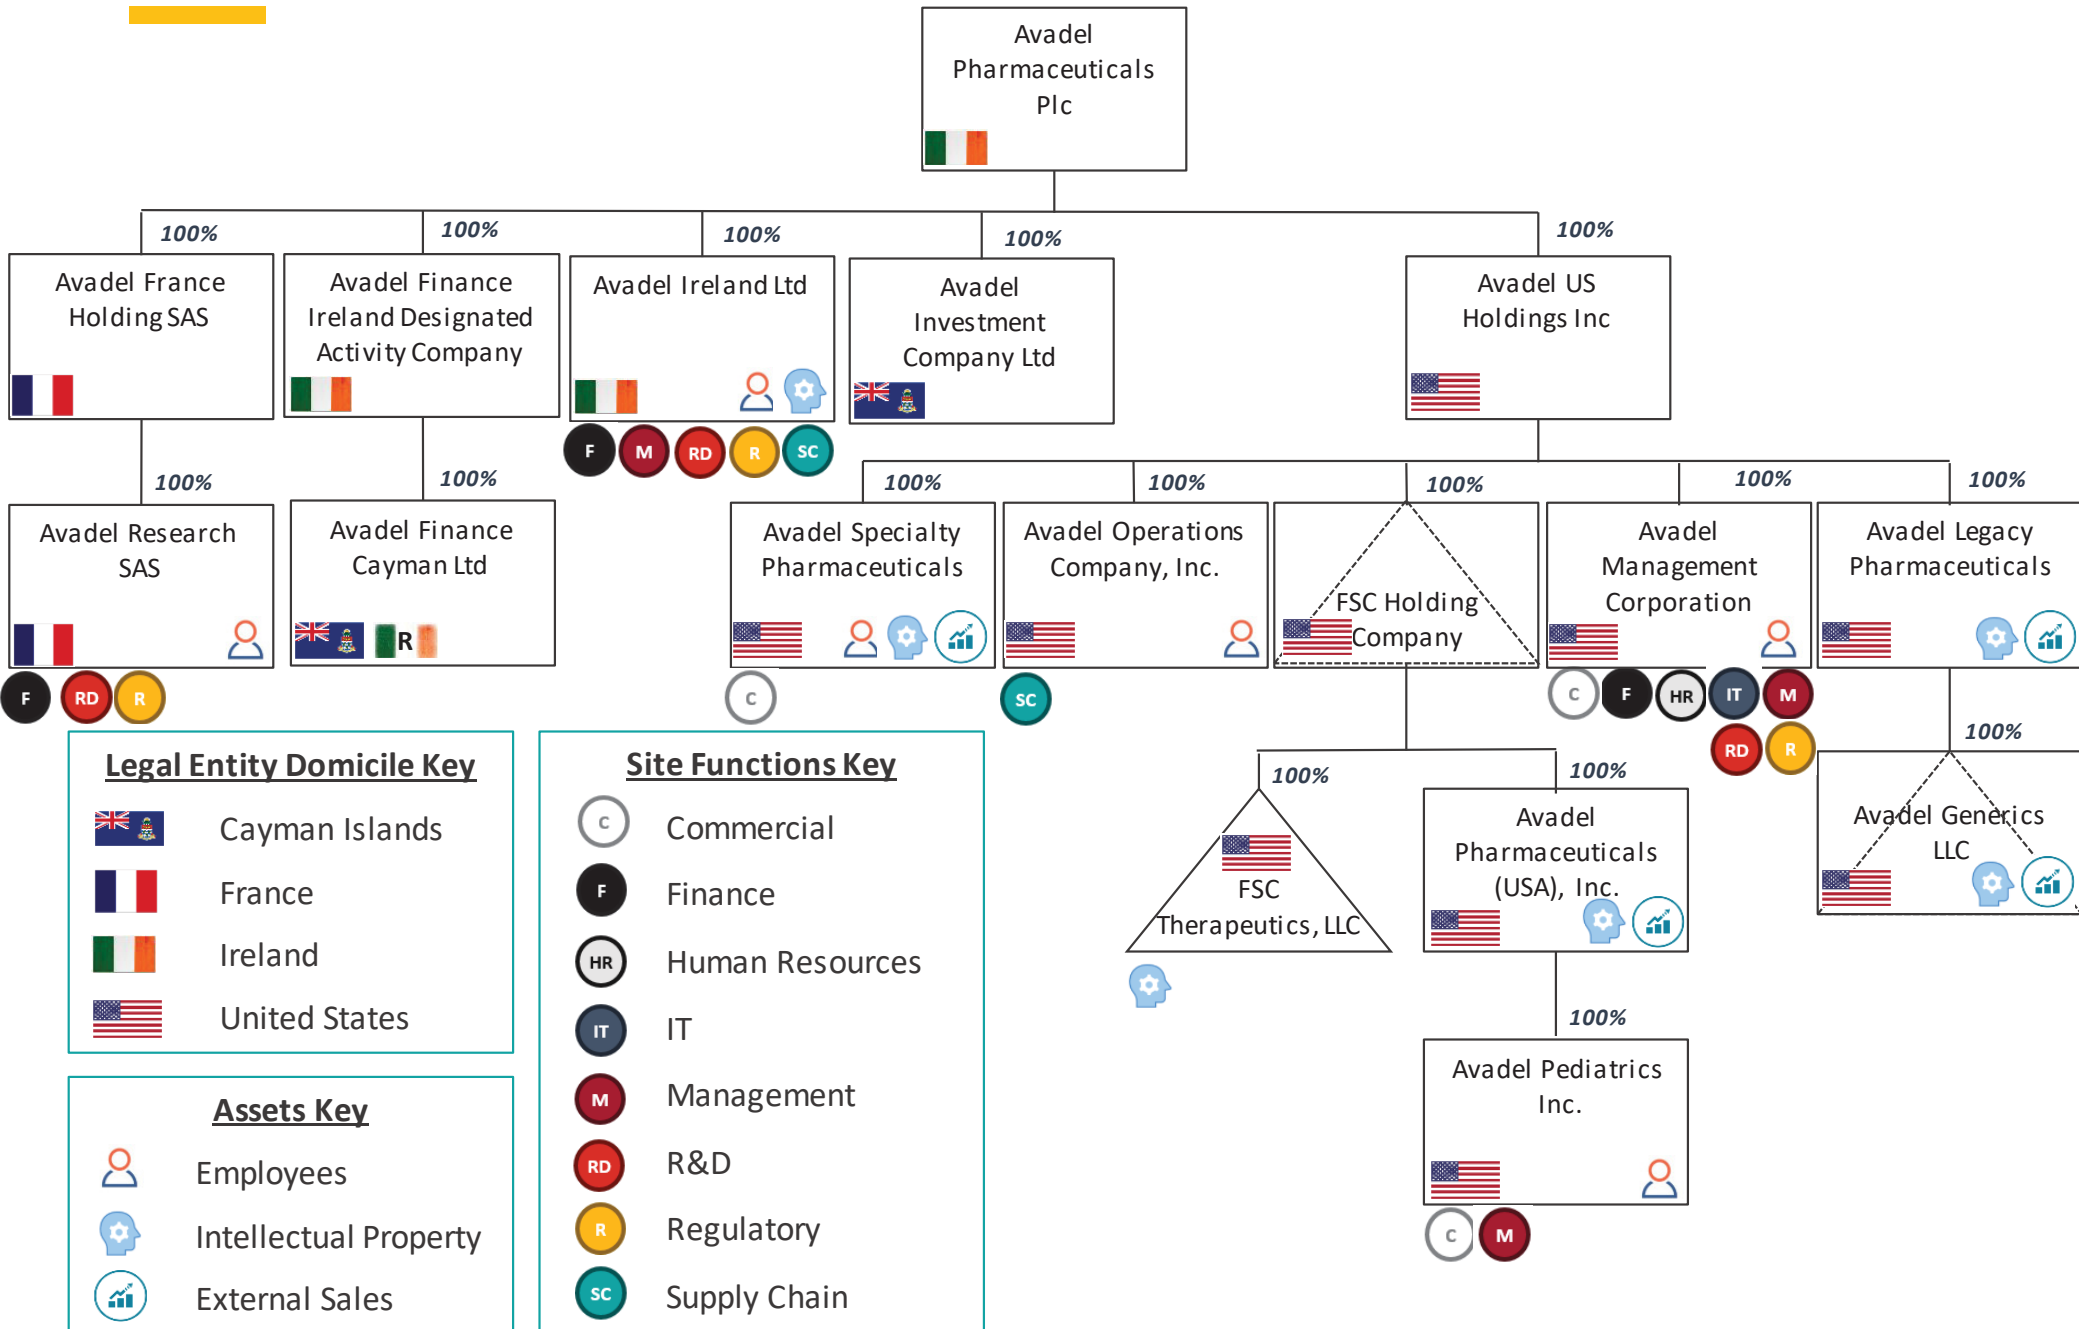 Avadel
Pharmaceuticals
Plc
100%
100%
100%
100%
100%
Avadel France
Holding SAS
Avadel Finance
Ireland Designated
Activity Company
Avadel Ireland Ltd
Avadel
Investment
Company Ltd
Avadel US
Holdings Inc
F
M
RD
R
SC
100%
100%
100%
100%
100%
100%
100%
Avadel Research
SAS
Avadel Finance
Cayman Ltd
R
Avadel Specialty
Pharmaceuticals
Avadel Operations
Company, Inc.
FSC Holding
Company
Avadel
Management
Corporation
Avadel Legacy
Pharmaceuticals
F
RD
R
C
SC
C
F
HR
IT
M
RD
R
100%
100%
100%
FSC
Therapeutics, LLC
Avadel
Pharmaceuticals
(USA), Inc.
Avadel Generics
LLC
100%
Avadel Pediatrics
Inc.
C
M
Legal Entity Domicile Key
Cayman Islands
France
Ireland
United States
Assets Key
Employees
Intellectual Property
External Sales
Site Functions Key
C
Commercial
F
Finance
HR
Human Resources
IT
IT
M
Management
RD
R&D
R
Regulatory
SC
Supply Chain